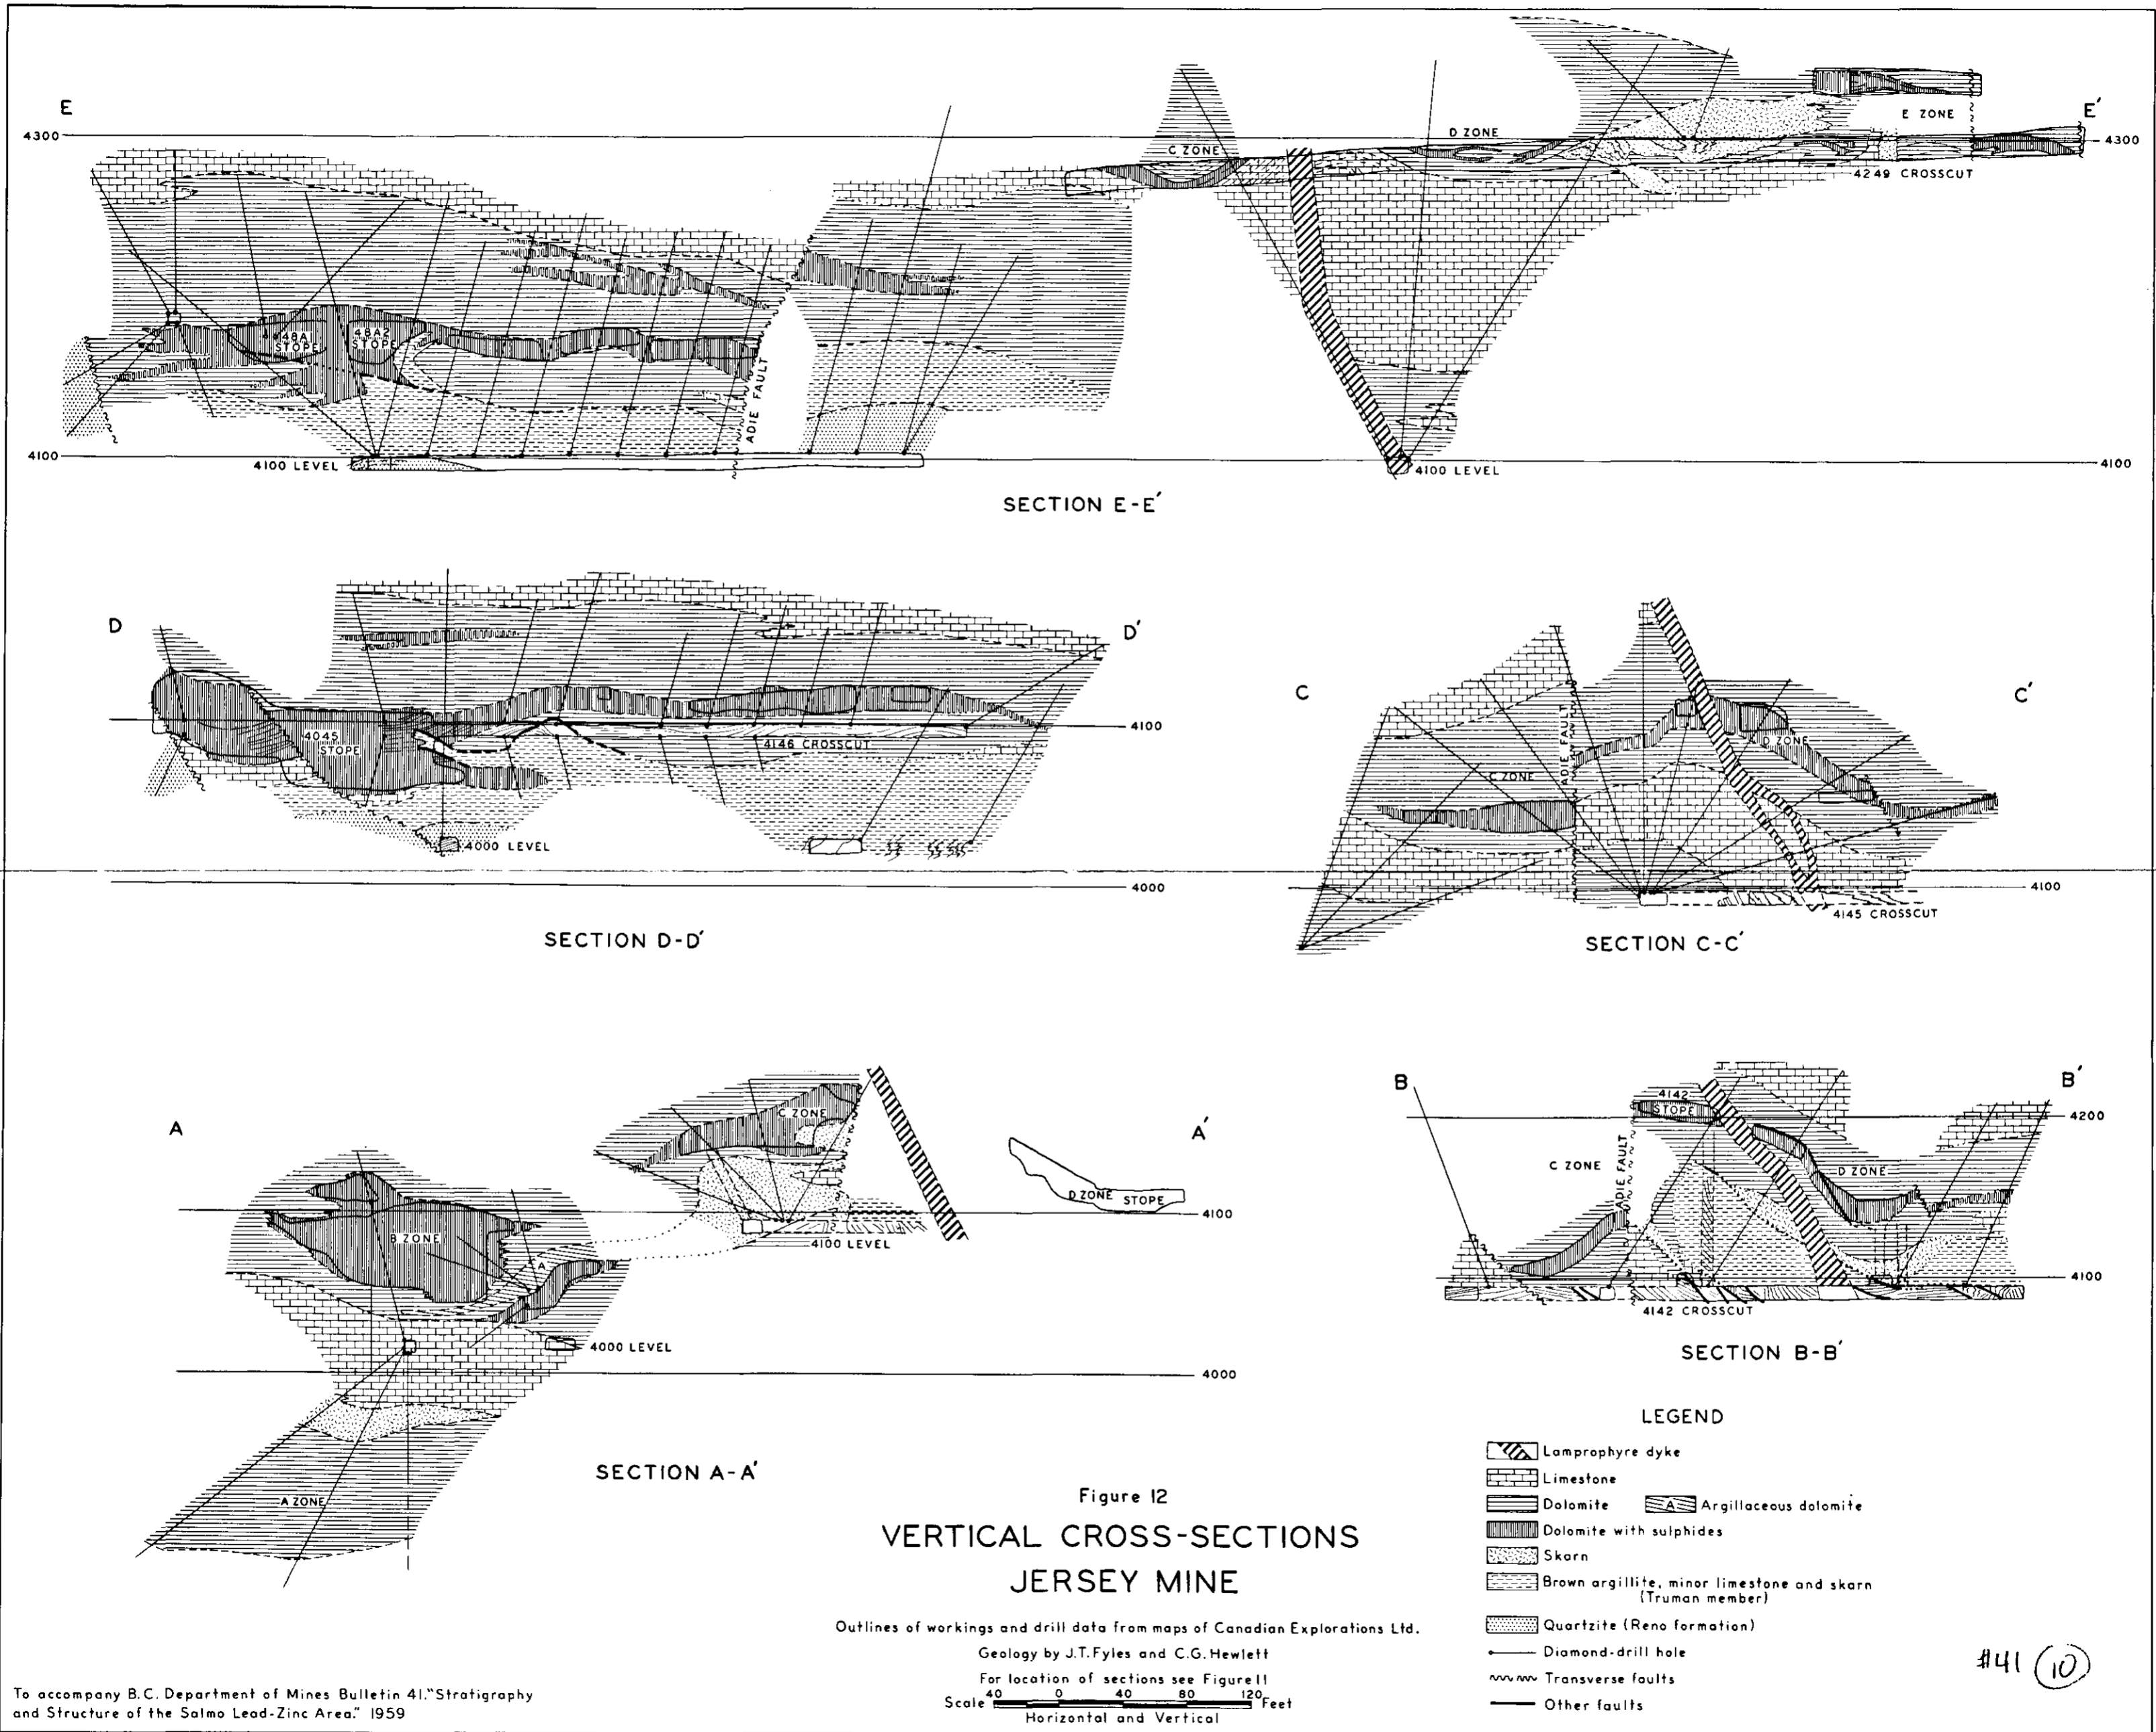 E
E'
4300
4300
D ZONE
C ZONE
E ZONE
4249 CROSSCUT
48A
STOPE
48A2
STOPE
ADIE FAULT
4100
4100 LEVEL
4100 LEVEL
4100
SECTION E-E'
D
D'
4045
STOPE
4100
4146 CROSSCUT
4000 LEVEL
4000
SECTION D-D'
C
C'
ADIE FAULT
D ZONE
C ZONE
4100
4145 CROSSCUT
SECTION C-C'
A
A'
C ZONE
B ZONE
A
D ZONE STOPE
4100
4100 LEVEL
4000 LEVEL
4000
A ZONE
SECTION A-A'
B
B'
4142
STOPE
4200
ADIE FAULT
C ZONE
D ZONE
4100
4142 CROSSCUT
SECTION B-B'
LEGEND
Lamprophyre dyke
Limestone
Dolomite
A Argillaceous dolomite
Dolomite with sulphides
Skarn
Brown argillite, minor limestone and skarn
(Truman member)
Quartzite (Reno formation)
Diamond-drill hole
Transverse faults
Other faults
Figure 12
VERTICAL CROSS-SECTIONS
JERSEY MINE
Outlines of workings and drill data from maps of Canadian Explorations Ltd.
Geology by J.T. Fyles and C.G. Hewlett
For location of sections see Figure 11
Scale 40 0 40 80 120 Feet
Horizontal and Vertical
To accompany B.C. Department of Mines Bulletin 41."Stratigraphy
and Structure of the Salmo Lead-Zinc Area." 1959
#41 10